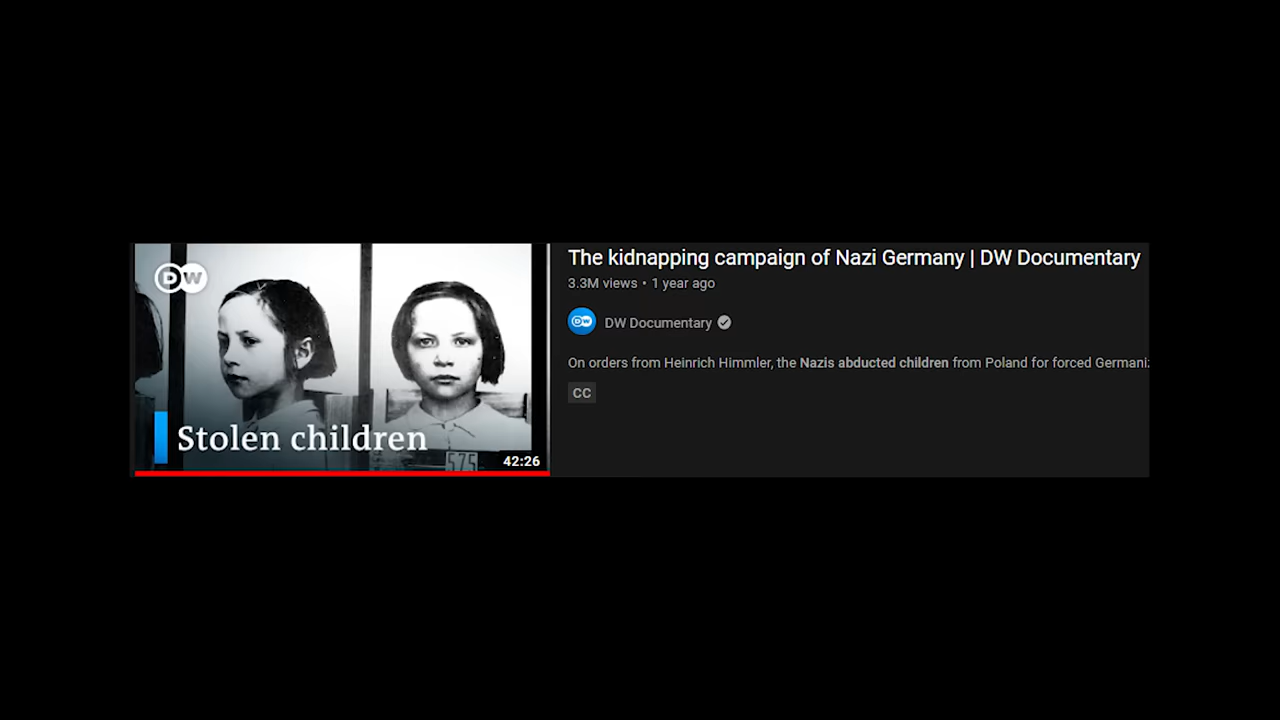 DW
Stolen children
575
42:26
The kidnapping campaign of Nazi Germany | DW Documentary
3.3M views • 1 year ago
DW DW Documentary
On orders from Heinrich Himmler, the Nazis abducted children from Poland for forced Germani
CC